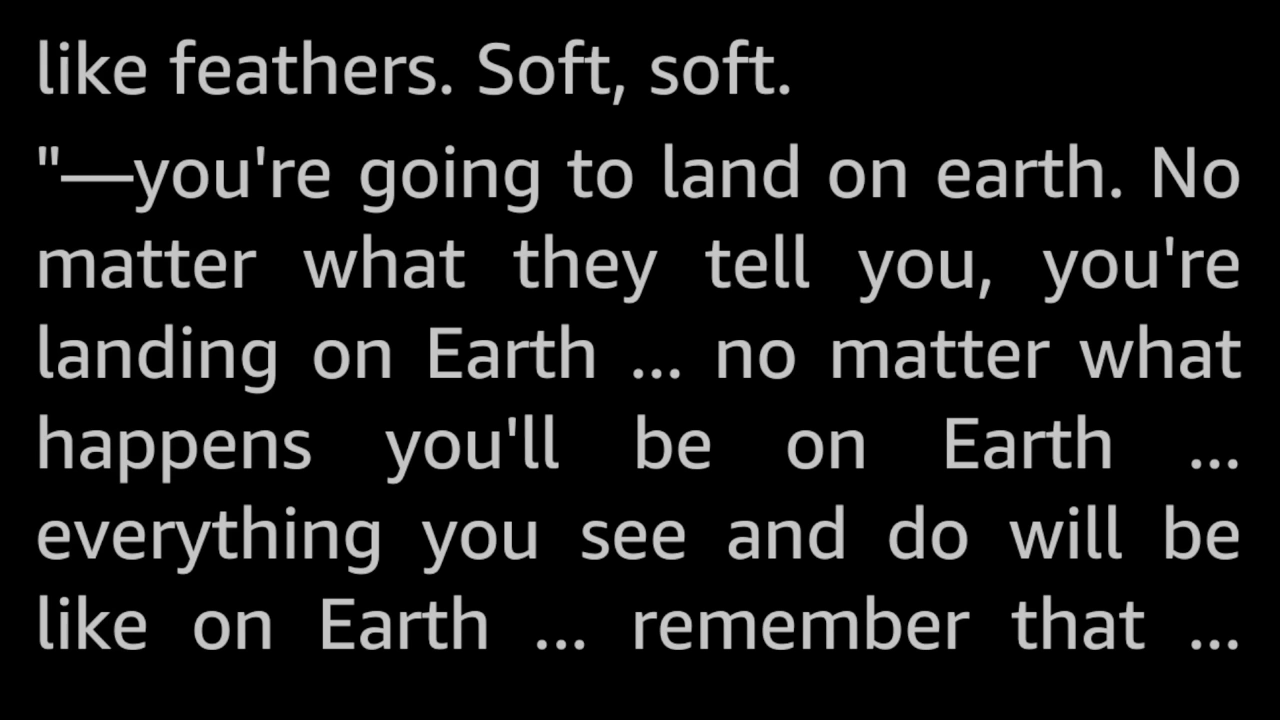 like feathers. Soft, soft.
"—you're going to land on earth. No
matter what they tell you, you're
landing on Earth ... no matter what
happens you'll be on Earth ...
everything you see and do will be
like on Earth ... remember that ...